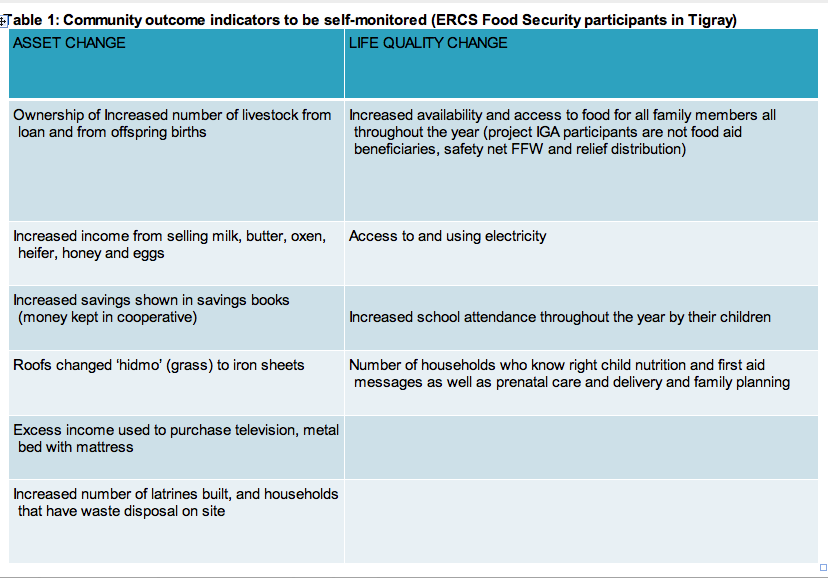 Table 1: Community outcome indicators to be self-monitored (ERCS Food Security participants in Tigray)
ASSET CHANGE
LIFE QUALITY CHANGE
Ownership of Increased number of livestock from
loan and from offspring births
Increased availability and access to food for all family members all
throughout the year (project IGA participants are not food aid
beneficiaries, safety net FFW and relief distribution)
Increased income from selling milk, butter, oxen,
heifer, honey and eggs
Access to and using electricity
Increased savings shown in savings books
(money kept in cooperative)
Increased school attendance throughout the year by their children
Roofs changed ‘hidmo’ (grass) to iron sheets
Number of households who know right child nutrition and first aid
messages as well as prenatal care and delivery and family planning
Excess income used to purchase television, metal
bed with mattress
Increased number of latrines built, and households
that have waste disposal on site